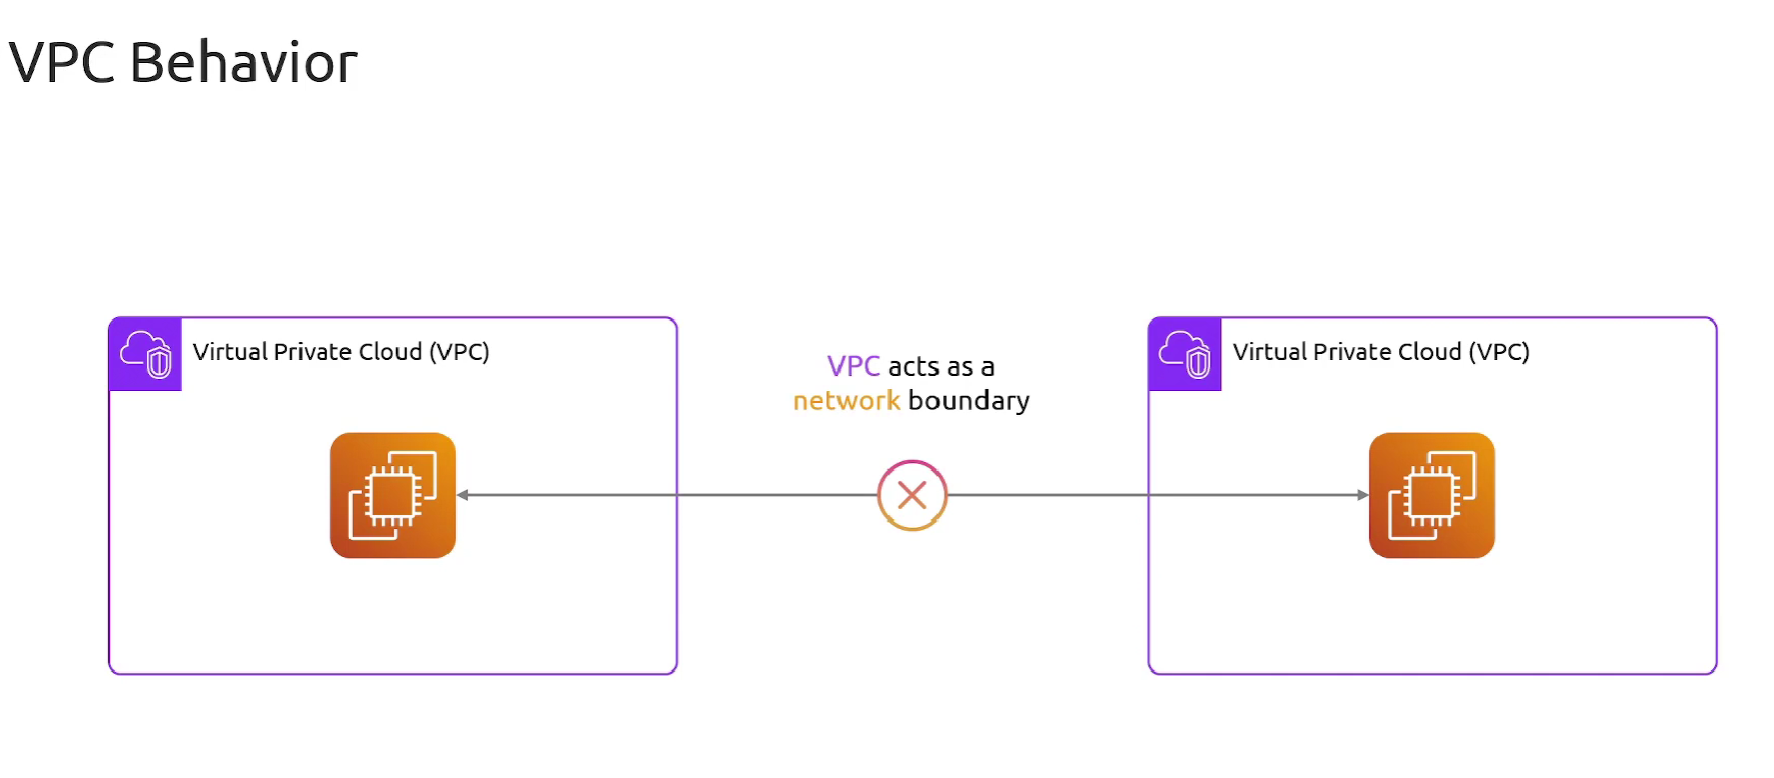 VPC Behavior
Virtual Private Cloud (VPC)
VPC acts as a
network boundary
Virtual Private Cloud (VPC)